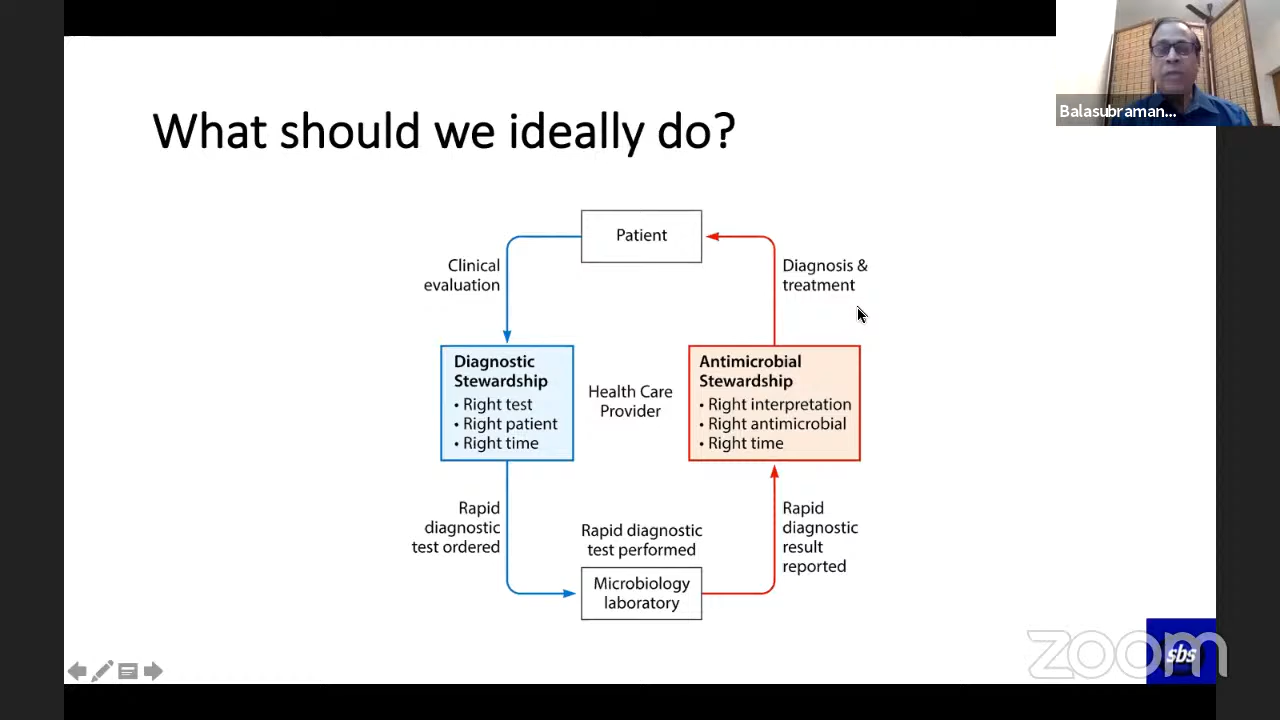 Balasubraman...
What should we ideally do?
Patient
Clinical
evaluation
Diagnosis &
treatment
Diagnostic
Stewardship
• Right test
• Right patient
• Right time
Health Care
Provider
Antimicrobial
Stewardship
• Right interpretation
• Right antimicrobial
• Right time
Rapid
diagnostic
test ordered
Rapid diagnostic
test performed
Microbiology
laboratory
Rapid
diagnostic
result
reported
zoom
sbs